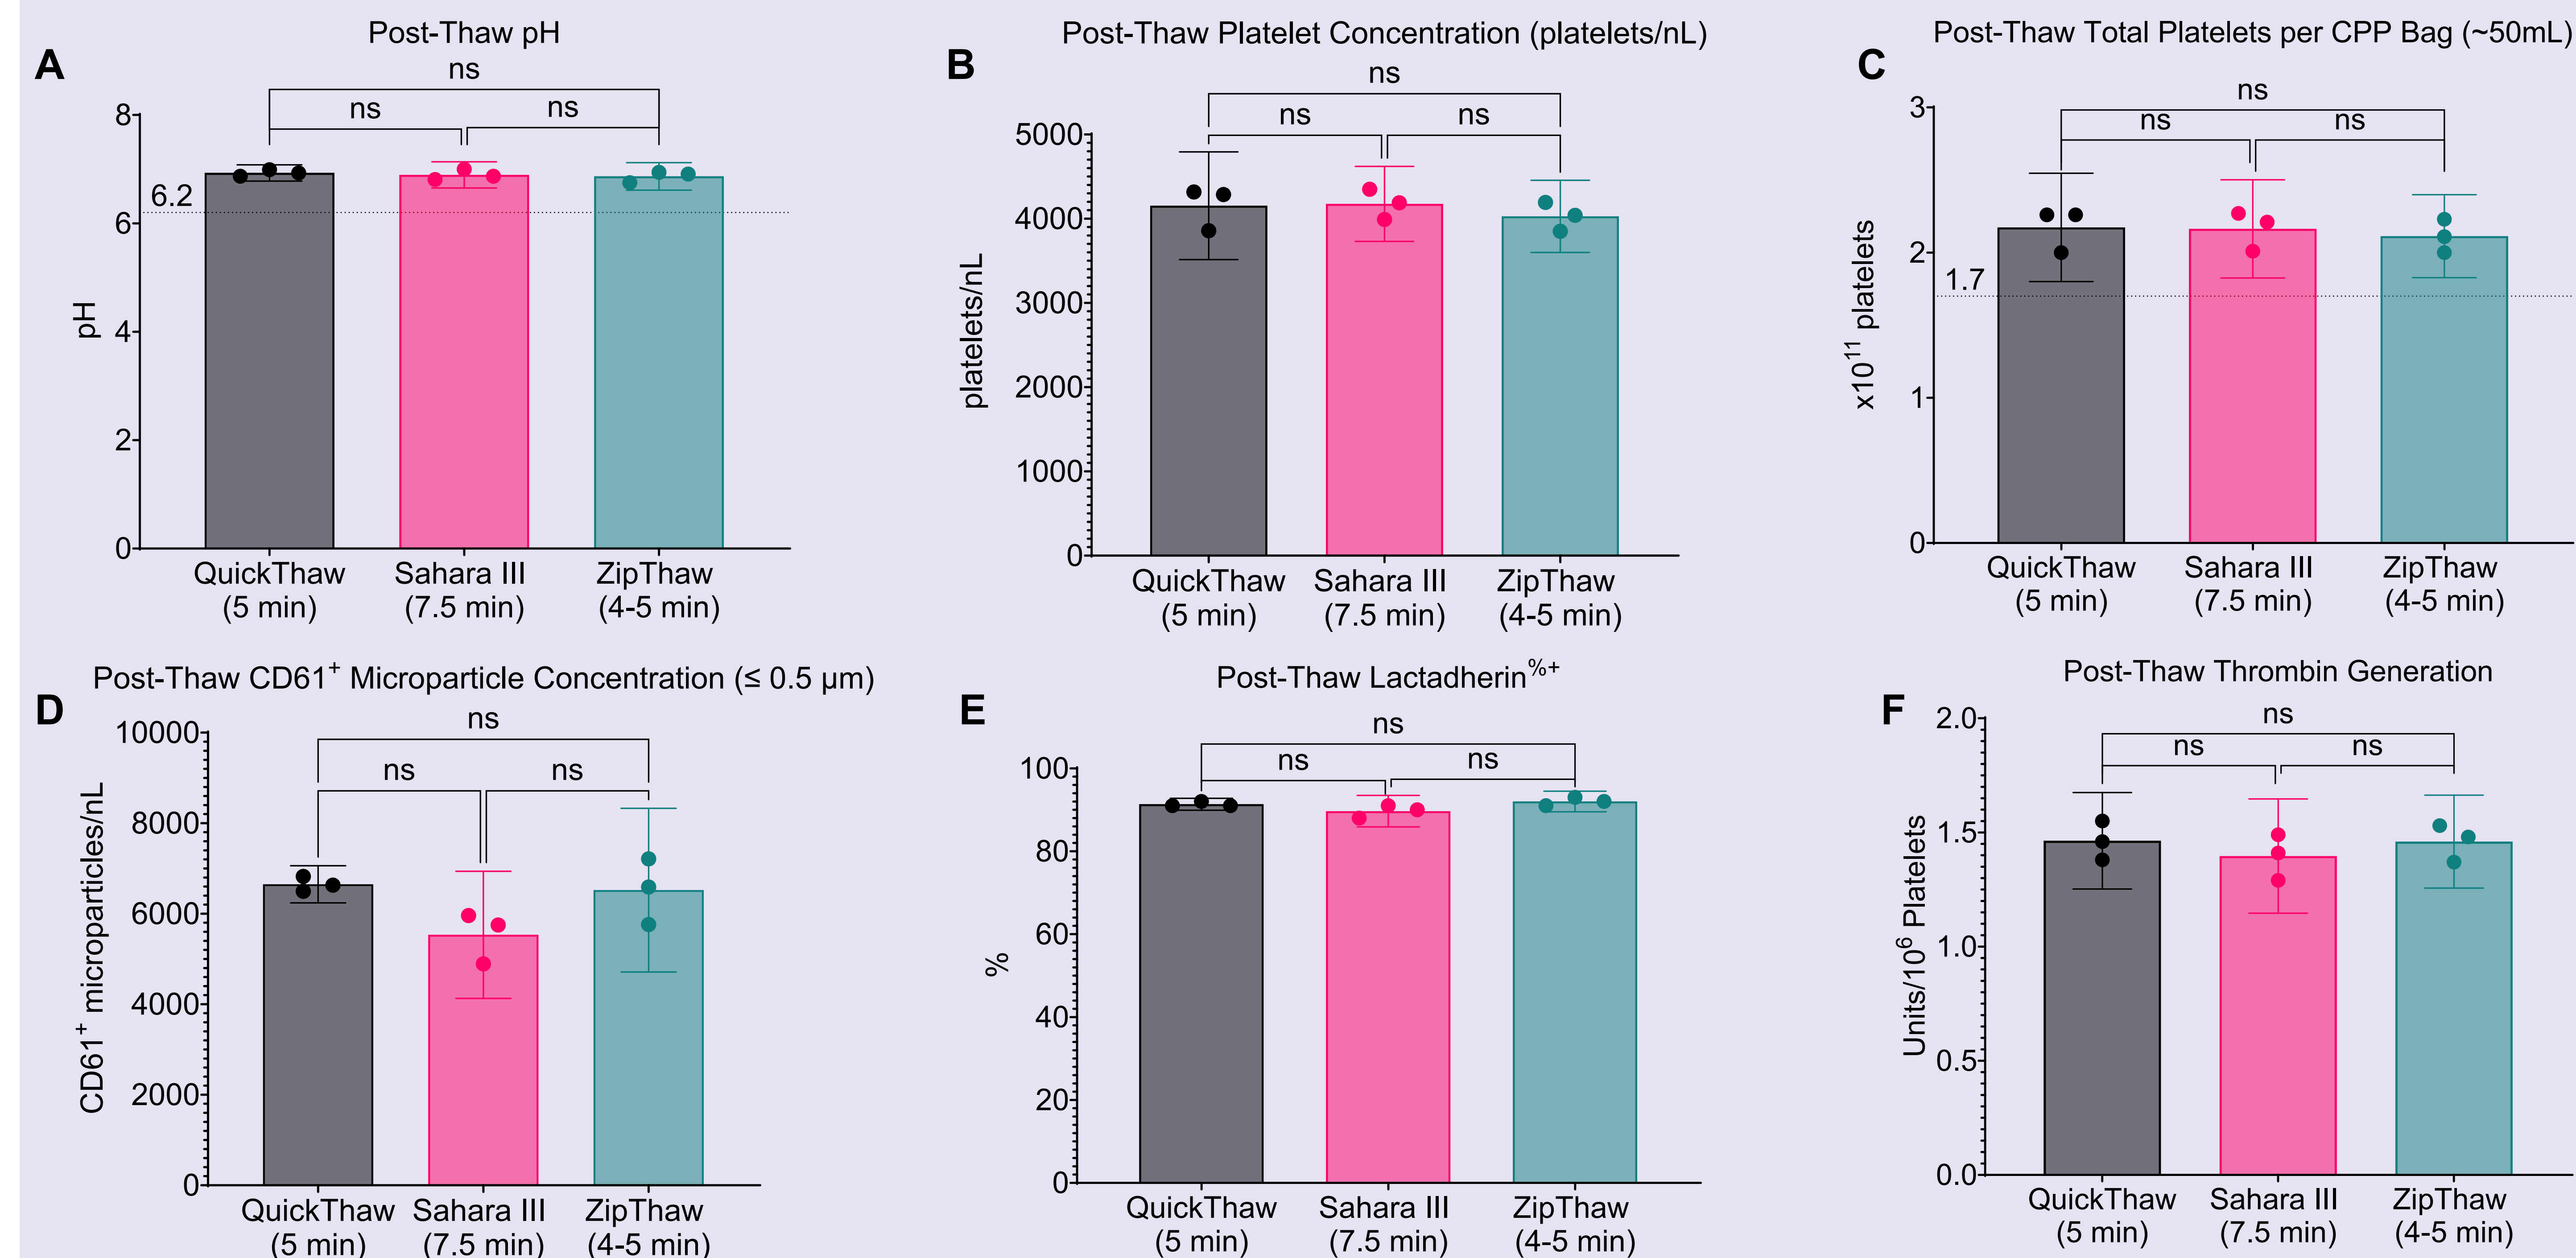 A
Post-Thaw pH
ns
ns
ns
8
6
4
2
0
6.2
pH
QuickThaw
(5 min)
Sahara III
(7.5 min)
ZipThaw
(4-5 min)
B
Post-Thaw Platelet Concentration (platelets/nL)
ns
ns
ns
5000
4000
3000
2000
1000
0
platelets/nL
QuickThaw
(5 min)
Sahara III
(7.5 min)
ZipThaw
(4-5 min)
C
Post-Thaw Total Platelets per CPP Bag (~50mL)
ns
ns
ns
3
2
1
0
1.7
x10¹¹ platelets
QuickThaw
(5 min)
Sahara III
(7.5 min)
ZipThaw
(4-5 min)
D
Post-Thaw CD61⁺ Microparticle Concentration (≤ 0.5 µm)
ns
ns
ns
10000
8000
6000
4000
2000
0
CD61⁺ microparticles/nL
QuickThaw
(5 min)
Sahara III
(7.5 min)
ZipThaw
(4-5 min)
E
Post-Thaw Lactadherin%+
ns
ns
ns
100
80
60
40
20
0
%
QuickThaw
(5 min)
Sahara III
(7.5 min)
ZipThaw
(4-5 min)
F
Post-Thaw Thrombin Generation
ns
ns
ns
2.0
1.5
1.0
0.5
0.0
Units/10⁶ Platelets
QuickThaw
(5 min)
Sahara III
(7.5 min)
ZipThaw
(4-5 min)